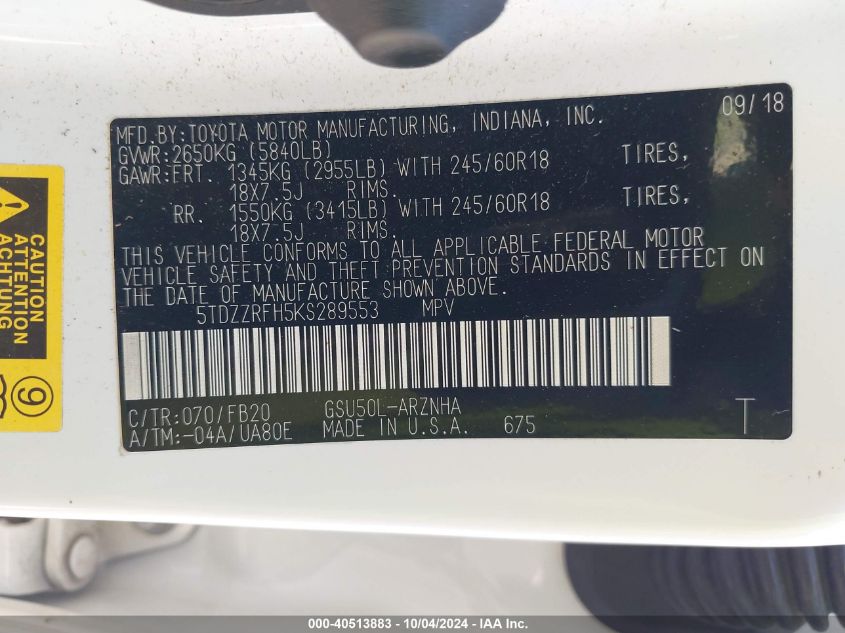 MFD.BY:TOYOTA MOTOR MANUFACTURING, INDIANA, INC. 09/18
GVWR:2650KG (5840LB)
GAWR:FRT. 1345KG (2955LB) WITH 245/60R18 TIRES,
18X7.5J RIMS.
RR. 1550KG (3415LB) WITH 245/60R18 TIRES,
18X7.5J RIMS.
THIS VEHICLE CONFORMS TO ALL APPLICABLE FEDERAL MOTOR
VEHICLE SAFETY AND THEFT PREVENTION STANDARDS IN EFFECT ON
THE DATE OF MANUFACTURE SHOWN ABOVE.
5TDZZRFH5KS289553 MPV
C/TR:070/FB20 GSU50L-ARZNHA
A/TM:-04A/UA80E MADE IN U.S.A. 675 T
CAUTION
ATTENTION
ACHTUNG
9
000-40513883 - 10/04/2024 - IAA Inc.